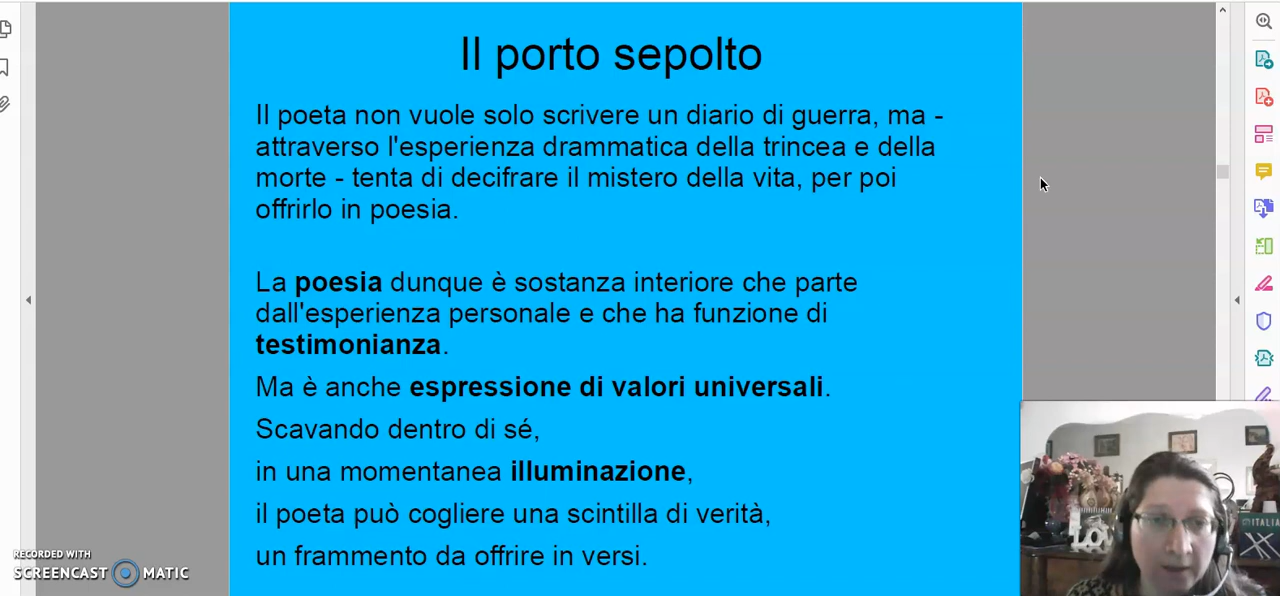 Il porto sepolto
Il poeta non vuole solo scrivere un diario di guerra, ma -
attraverso l'esperienza drammatica della trincea e della
morte - tenta di decifrare il mistero della vita, per poi
offrirlo in poesia.
La poesia dunque è sostanza interiore che parte
dall'esperienza personale e che ha funzione di
testimonianza.
Ma è anche espressione di valori universali.
Scavando dentro di sé,
in una momentanea illuminazione,
il poeta può cogliere una scintilla di verità,
un frammento da offrire in versi.
RECORDED WITH
SCREENCAST MATIC
LOV
ITALIA